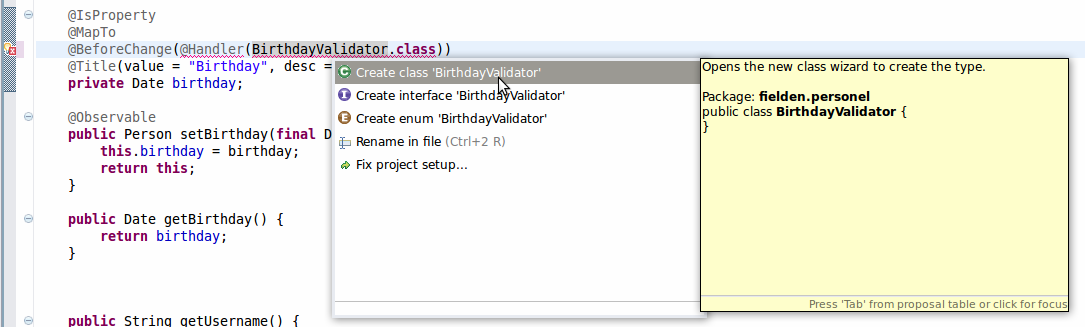 @IsProperty
@MapTo
@BeforeChange(@Handler(BirthdayValidator.class))
@Title(value = "Birthday", desc =
private Date birthday;
@Observable
public Person setBirthday(final D
this.birthday = birthday;
return this;
}
public Date getBirthday() {
return birthday;
}
public String getUsername() {
Create class 'BirthdayValidator'
Create interface 'BirthdayValidator'
Create enum 'BirthdayValidator'
Rename in file (Ctrl+2 R)
Fix project setup...
Opens the new class wizard to create the type.
Package: fielden.personel
public class BirthdayValidator {
}
Press 'Tab' from proposal table or click for focus